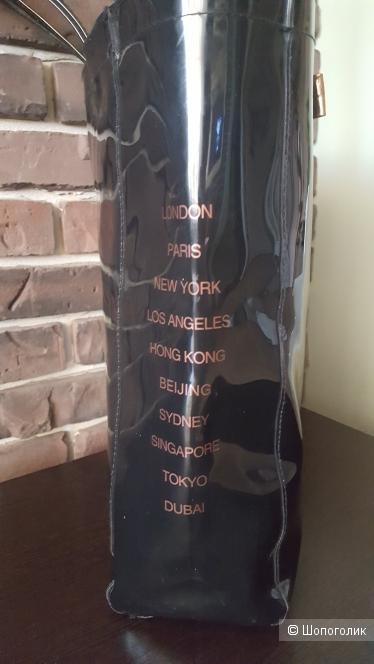 LONDON
PARIS
NEW YORK
LOS ANGELES
HONG KONG
BEIJING
SYDNEY
SINGAPORE
TOKYO
DUBAI
© Шопоголик